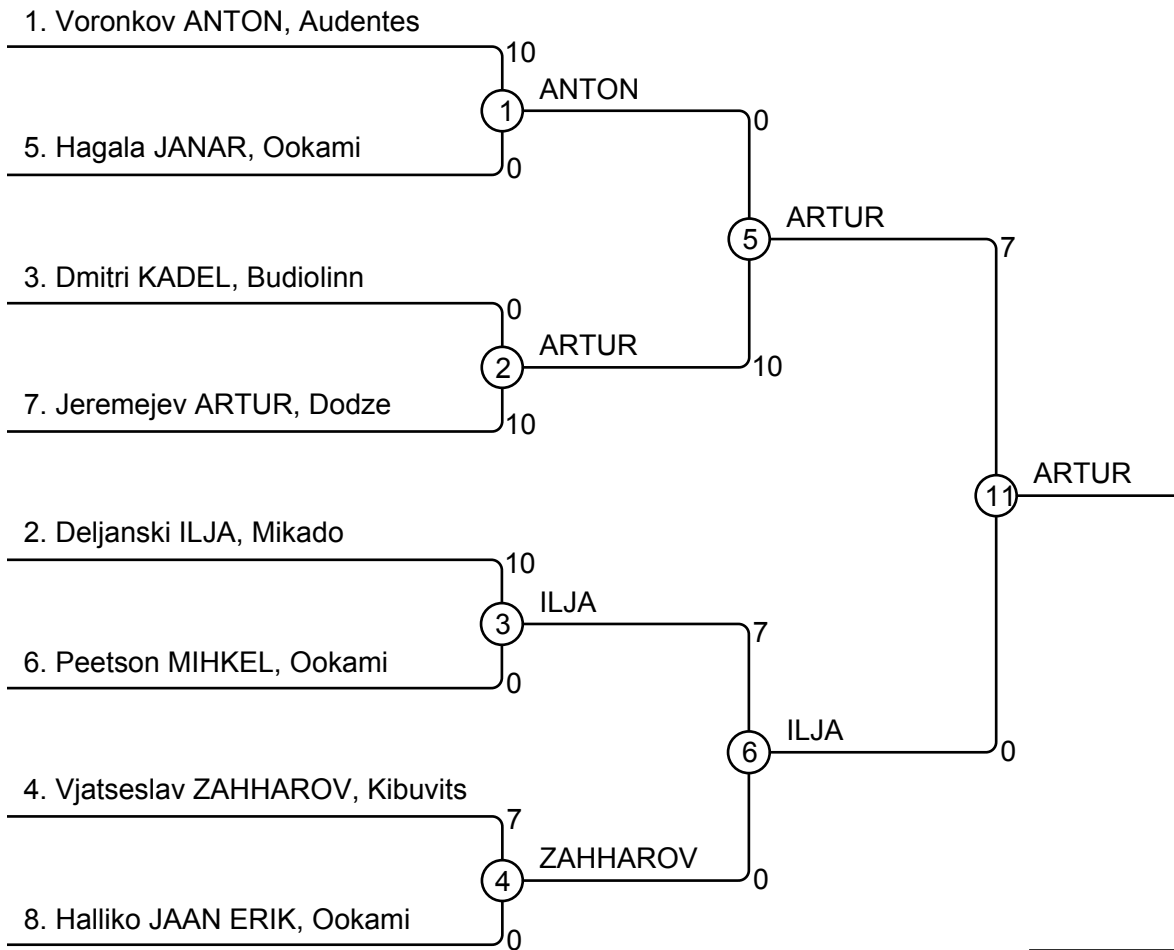 1. Voronkov ANTON, Audentes
10
1
ANTON
0
5. Hagala JANAR, Ookami
0
5
ARTUR
7
3. Dmitri KADEL, Budiolinn
0
2
ARTUR
10
7. Jeremejev ARTUR, Dodze
10
11
ARTUR
2. Deljanski ILJA, Mikado
10
3
ILJA
7
6. Peetson MIHKEL, Ookami
0
6
ILJA
0
4. Vjatseslav ZAHHAROV, Kibuvits
7
4
ZAHHAROV
0
8. Halliko JAAN ERIK, Ookami
0